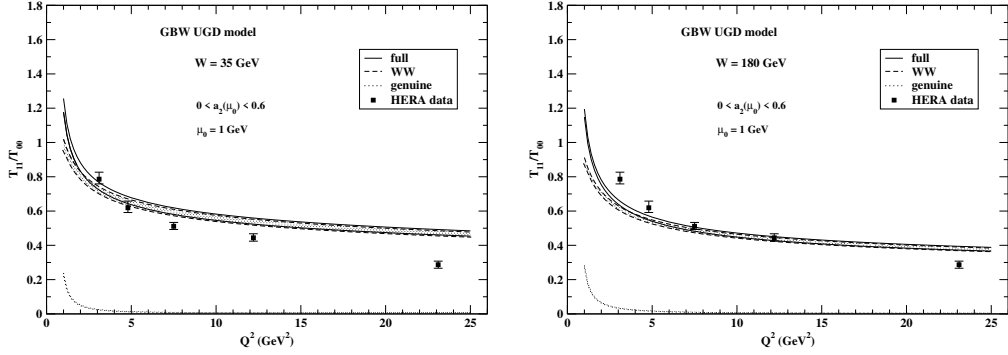 GBW UGD model
W = 35 GeV
0 < a₂(μ₀) < 0.6
μ₀ = 1 GeV
full
WW
genuine
HERA data
T₁₁/T₀₀
1.8
1.6
1.4
1.2
1
0.8
0.6
0.4
0.2
0
0 5 10 15 20 25
Q² (GeV²)
GBW UGD model
W = 180 GeV
0 < a₂(μ₀) < 0.6
μ₀ = 1 GeV
full
WW
genuine
HERA data
T₁₁/T₀₀
1.8
1.6
1.4
1.2
1
0.8
0.6
0.4
0.2
0
0 5 10 15 20 25
Q² (GeV²)